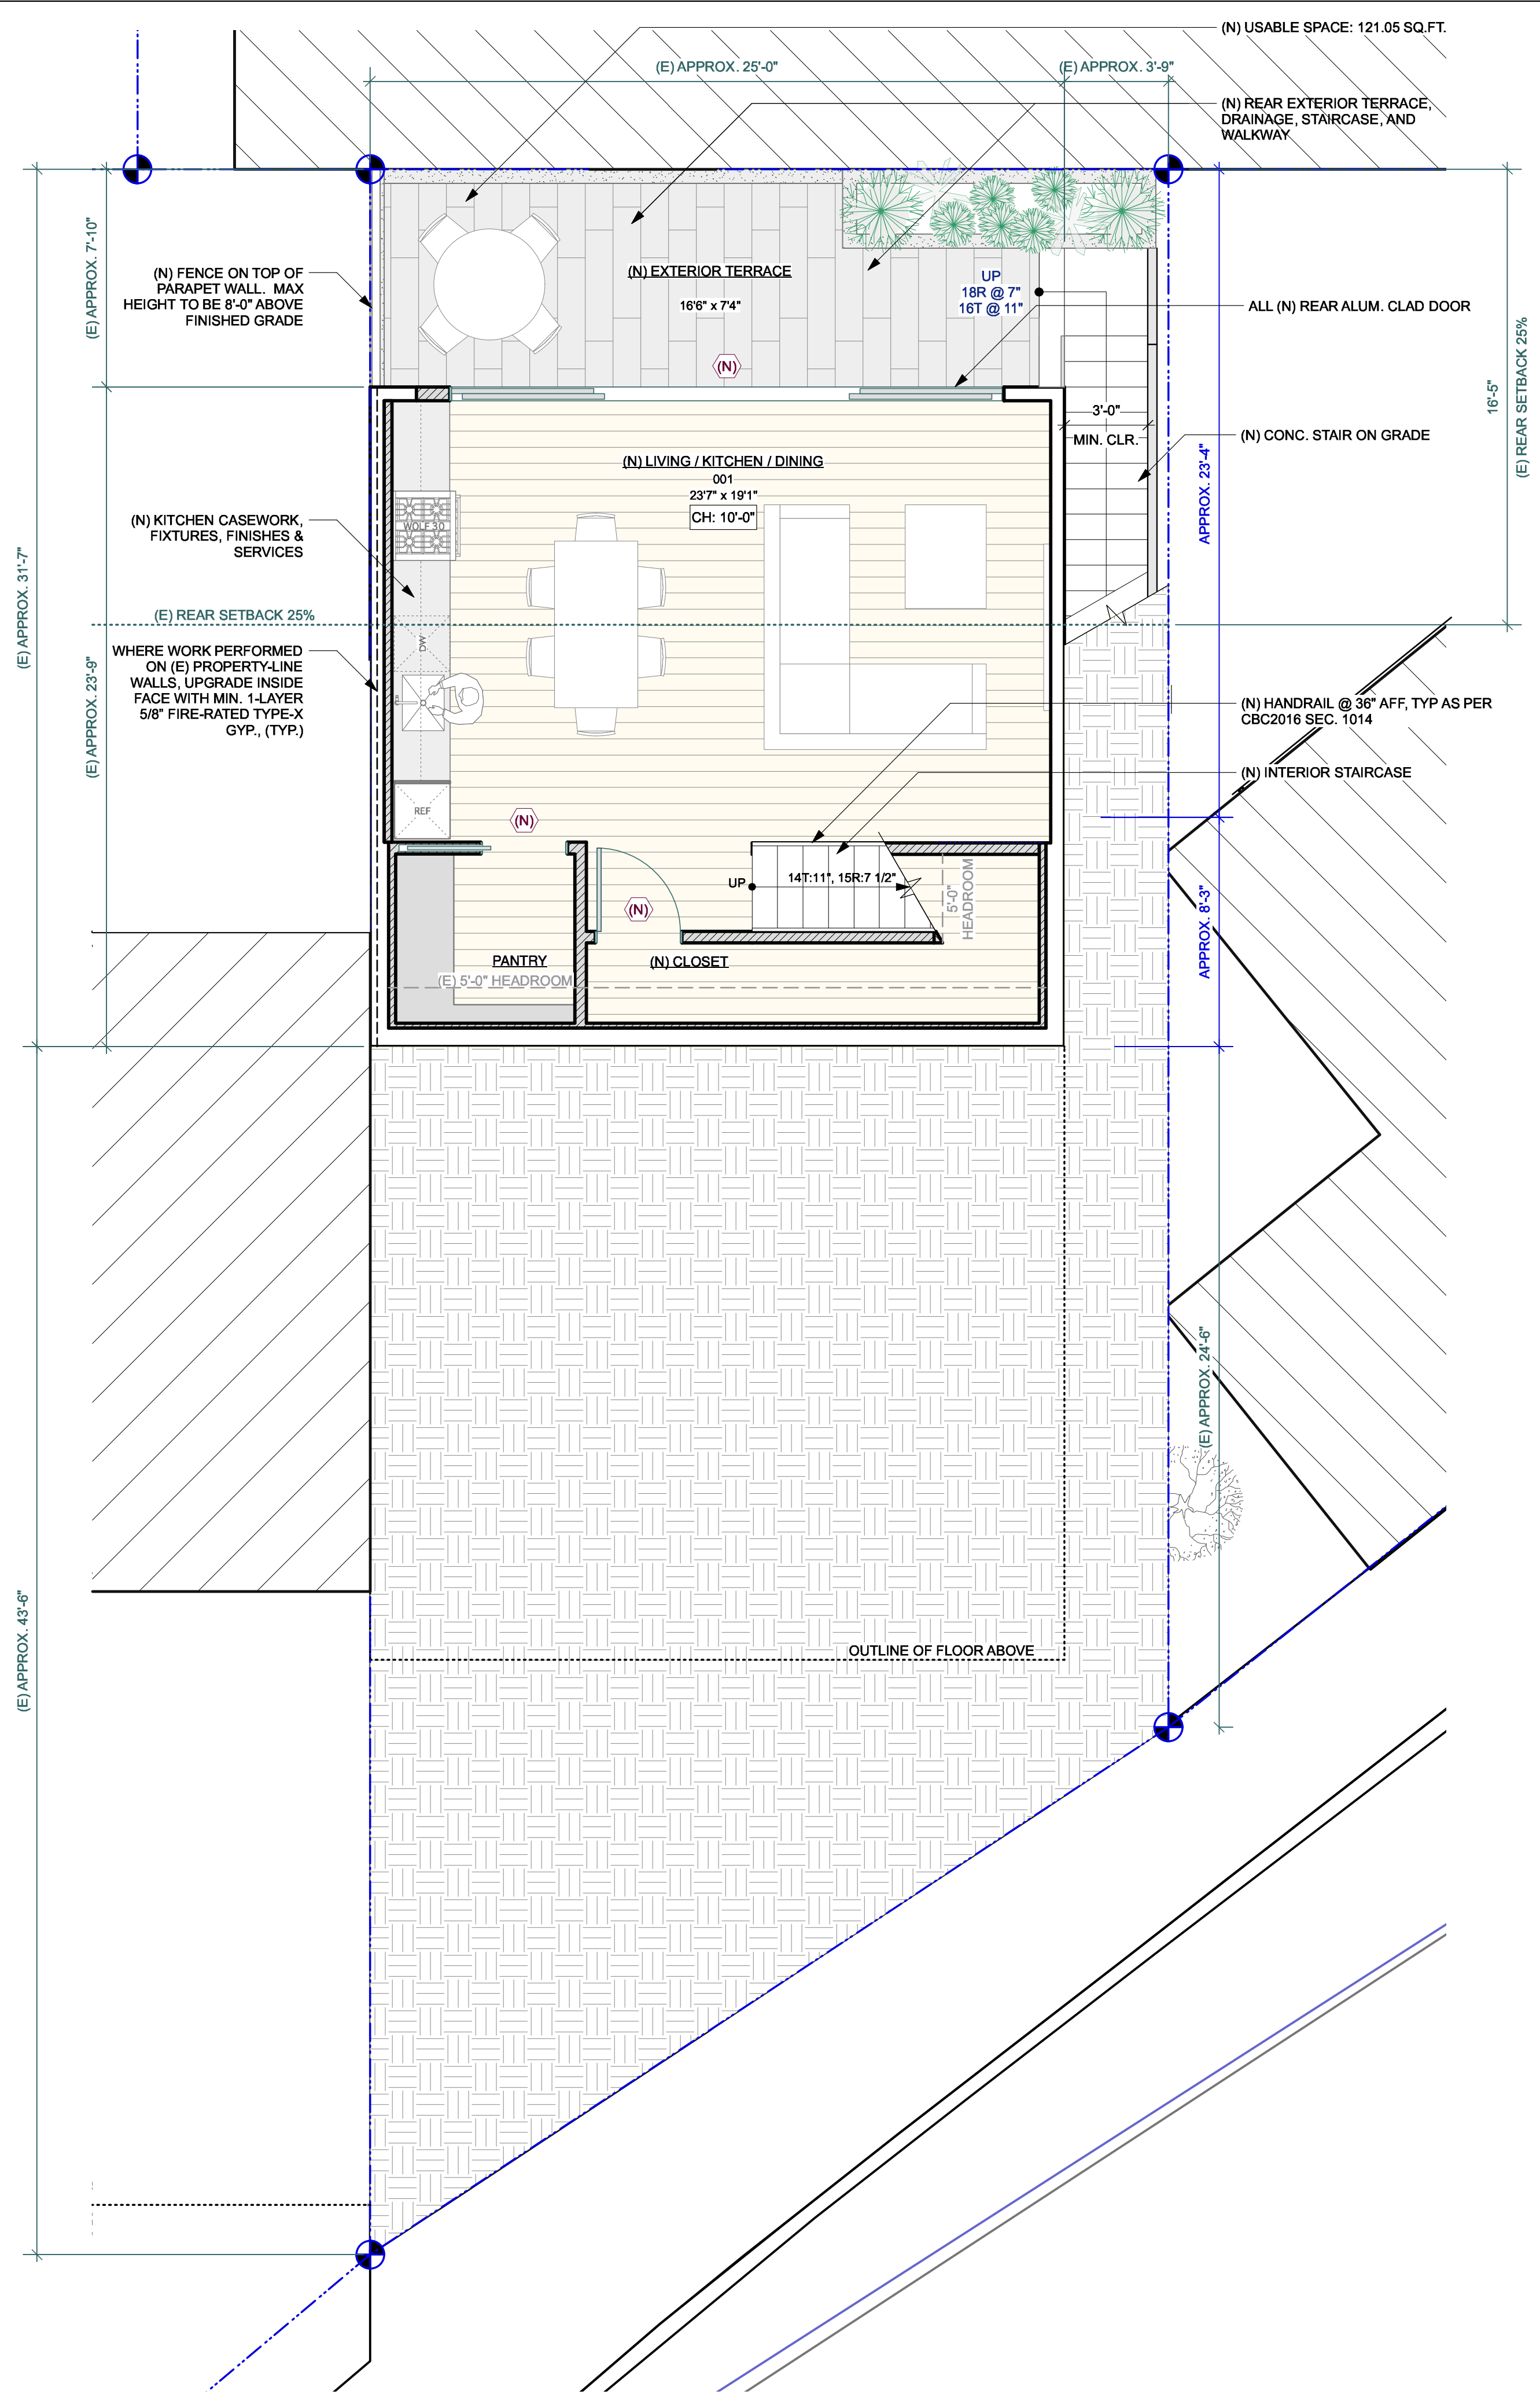 (N) USABLE SPACE: 121.05 SQ.FT.
(E) APPROX. 25'-0"
(E) APPROX. 3'-9"
(N) REAR EXTERIOR TERRACE,
DRAINAGE, STAIRCASE, AND
WALKWAY
(E) APPROX. 7'-10"
(N) FENCE ON TOP OF
PARAPET WALL. MAX
HEIGHT TO BE 8'-0" ABOVE
FINISHED GRADE
(N) EXTERIOR TERRACE
16'6" x 7'4"
UP
18R @ 7"
16T @ 11"
ALL (N) REAR ALUM. CLAD DOOR
(N)
16'-5"
(E) REAR SETBACK 25%
3'-0"
MIN. CLR.
(N) CONC. STAIR ON GRADE
APPROX. 23'-4"
(N) LIVING / KITCHEN / DINING
001
23'7" x 19'1"
CH: 10'-0"
WOLF 30
(N) KITCHEN CASEWORK,
FIXTURES, FINISHES &
SERVICES
(E) APPROX. 31'-7"
(E) REAR SETBACK 25%
DW
WHERE WORK PERFORMED
ON (E) PROPERTY-LINE
WALLS, UPGRADE INSIDE
FACE WITH MIN. 1-LAYER
5/8" FIRE-RATED TYPE-X
GYP., (TYP.)
(E) APPROX. 23'-9"
(N) HANDRAIL @ 36" AFF, TYP AS PER
CBC2016 SEC. 1014
(N) INTERIOR STAIRCASE
REF
(N)
UP
14T:11", 15R:7 1/2"
5'-0"
HEADROOM
(N)
APPROX. 8'-3"
PANTRY
(N) CLOSET
(E) 5'-0" HEADROOM
(E) APPROX. 24'-6"
(E) APPROX. 43'-6"
OUTLINE OF FLOOR ABOVE